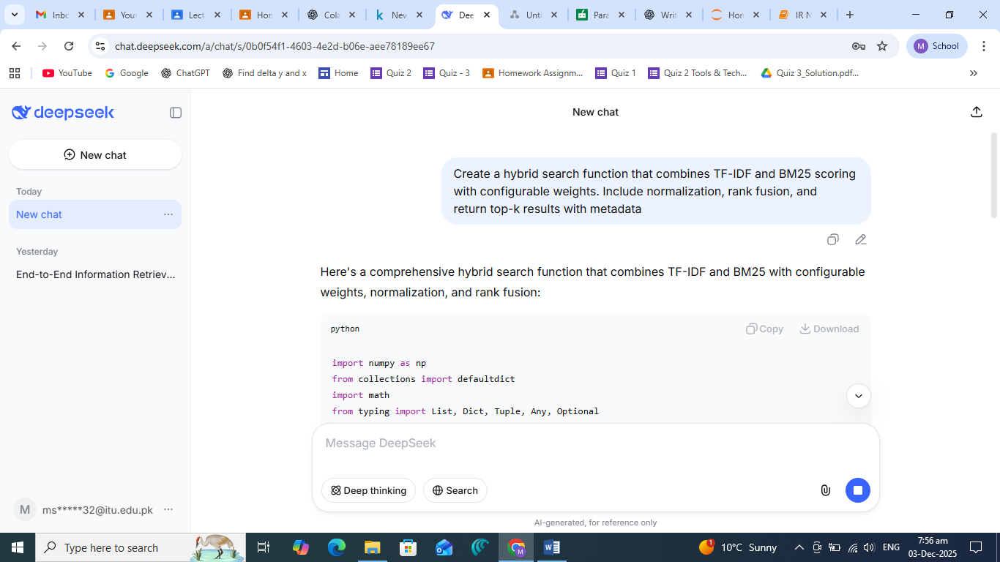 Inbc
You
Lect
Hon
Cola
New
Dee
Unti
Para
Writ
Hon
IR N
chat.deepseek.com/a/chat/s/0b0f54f1-4603-4e2d-b06e-aee78189ee67
M School
YouTube
Google
ChatGPT
Find delta y and x
Home
Quiz 2
Quiz - 3
Homework Assignm...
Quiz 1
Quiz 2 Tools & Tech...
Quiz 3_Solution.pdf...
deepseek
New chat
New chat
Today
New chat
Yesterday
End-to-End Information Retriev...
Create a hybrid search function that combines TF-IDF and BM25 scoring
with configurable weights. Include normalization, rank fusion, and
return top-k results with metadata
Here's a comprehensive hybrid search function that combines TF-IDF and BM25 with configurable
weights, normalization, and rank fusion:
python
Copy
Download
import numpy as np
from collections import defaultdict
import math
from typing import List, Dict, Tuple, Any, Optional
Message DeepSeek
Deep thinking
Search
M ms*****32@itu.edu.pk
AI-generated, for reference only
Type here to search
1
10°C Sunny
ENG
7:56 am
03-Dec-2025